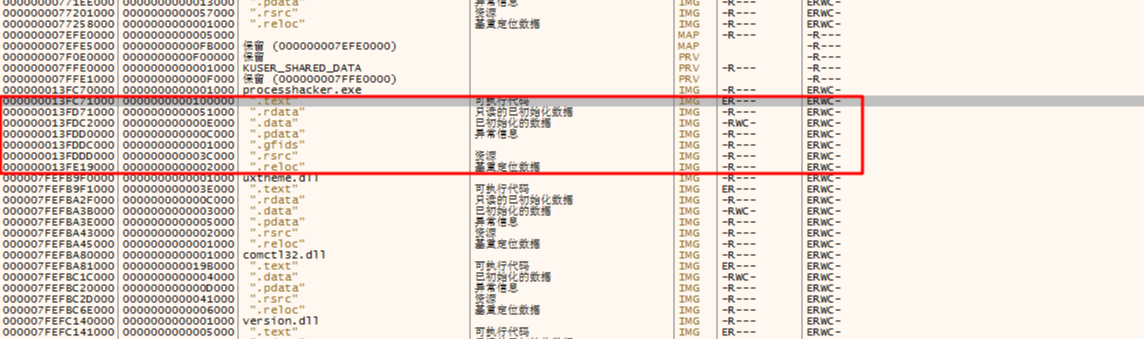 00000000771EE000 0000000000013000 ".pdata" 异常信息 IMG -R--- ERWC-
0000000077201000 0000000000057000 ".rsrc" 资源 IMG -R--- ERWC-
0000000077258000 0000000000001000 ".reloc" 基重定位数据 IMG -R--- ERWC-
000000007EFE0000 0000000000005000 MAP -R--- -R---
000000007EFE5000 00000000000FB000 保留 (000000007EFE0000) MAP -R---
000000007F0E0000 0000000000F00000 保留 PRV -R---
000000007FFE0000 0000000000001000 KUSER_SHARED_DATA PRV -R--- -R---
000000007FFE1000 000000000000F000 保留 (000000007FFE0000) PRV -R---
000000013FC70000 0000000000001000 processhacker.exe IMG -R--- ERWC-
000000013FC71000 0000000000100000 ".text" 可执行代码 IMG ER--- ERWC-
000000013FD71000 0000000000051000 ".rdata" 只读的已初始化数据 IMG -R--- ERWC-
000000013FDC2000 000000000000E000 ".data" 已初始化的数据 IMG -RWC- ERWC-
000000013FDD0000 000000000000C000 ".pdata" 异常信息 IMG -R--- ERWC-
000000013FDDC000 0000000000001000 ".gfids" IMG -R--- ERWC-
000000013FDDD000 000000000003C000 ".rsrc" 资源 IMG -R--- ERWC-
000000013FE19000 0000000000002000 ".reloc" 基重定位数据 IMG -R--- ERWC-
000007FEFB9F0000 0000000000001000 uxtheme.dll IMG -R--- ERWC-
000007FEFB9F1000 000000000003E000 ".text" 可执行代码 IMG ER--- ERWC-
000007FEFBA2F000 000000000000C000 ".rdata" 只读的已初始化数据 IMG -R--- ERWC-
000007FEFBA3B000 0000000000003000 ".data" 已初始化的数据 IMG -RWC- ERWC-
000007FEFBA3E000 0000000000005000 ".pdata" 异常信息 IMG -R--- ERWC-
000007FEFBA43000 0000000000002000 ".rsrc" 资源 IMG -R--- ERWC-
000007FEFBA45000 0000000000001000 ".reloc" 基重定位数据 IMG -R--- ERWC-
000007FEFBA80000 0000000000001000 comctl32.dll IMG -R--- ERWC-
000007FEFBA81000 000000000019B000 ".text" 可执行代码 IMG ER--- ERWC-
000007FEFBC1C000 0000000000004000 ".data" 已初始化的数据 IMG -RWC- ERWC-
000007FEFBC20000 000000000000D000 ".pdata" 异常信息 IMG -R--- ERWC-
000007FEFBC2D000 0000000000041000 ".rsrc" 资源 IMG -R--- ERWC-
000007FEFBC6E000 0000000000006000 ".reloc" 基重定位数据 IMG -R--- ERWC-
000007FEFC140000 0000000000001000 version.dll IMG -R--- ERWC-
000007FEFC141000 0000000000005000 ".text" 可执行代码 IMG ER--- ERWC-